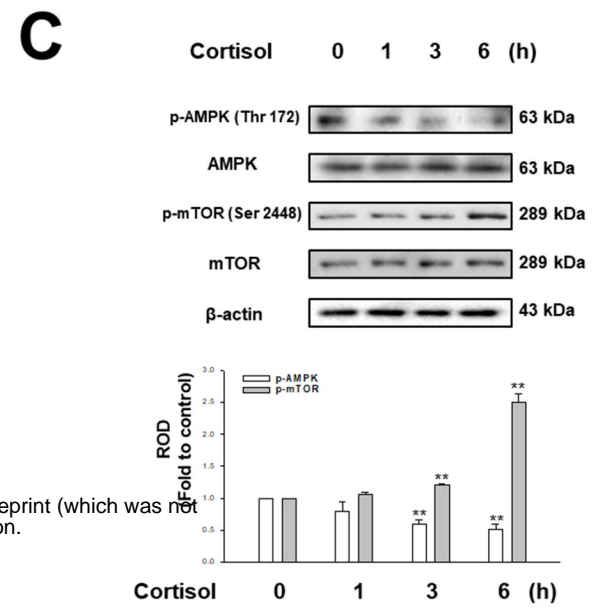 C
Cortisol 0 1 3 6 (h)
p-AMPK (Thr 172) 63 kDa
AMPK 63 kDa
p-mTOR (Ser 2448) 289 kDa
mTOR 289 kDa
β-actin 43 kDa
ROD
(Fold to control)
3.0
2.5
2.0
1.5
1.0
0.5
0.0
p-AMPK
p-mTOR
**
**
**
**
eprint (which was not
on.
Cortisol 0 1 3 6 (h)